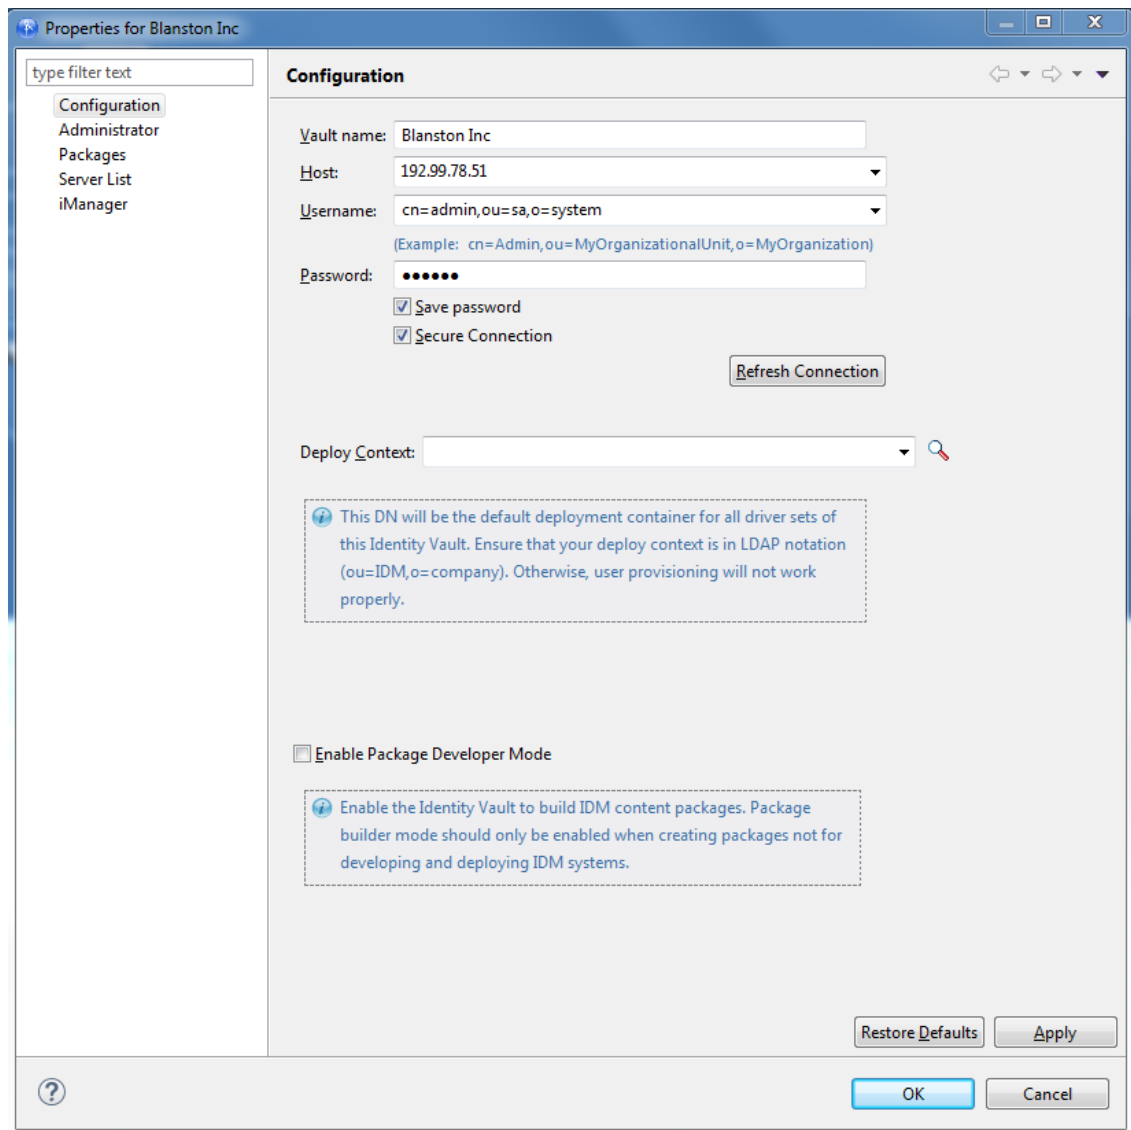 Properties for Blanston Inc
type filter text
Configuration
Administrator
Packages
Server List
iManager
Configuration
Vault name: Blanston Inc
Host: 192.99.78.51
Username: cn=admin,ou=sa,o=system
(Example: cn=Admin,ou=MyOrganizationalUnit,o=MyOrganization)
Password: ••••••
Save password
Secure Connection
Refresh Connection
Deploy Context:
This DN will be the default deployment container for all driver sets of
this Identity Vault. Ensure that your deploy context is in LDAP notation
(ou=IDM,o=company). Otherwise, user provisioning will not work
properly.
Enable Package Developer Mode
Enable the Identity Vault to build IDM content packages. Package
builder mode should only be enabled when creating packages not for
developing and deploying IDM systems.
Restore Defaults Apply
OK Cancel